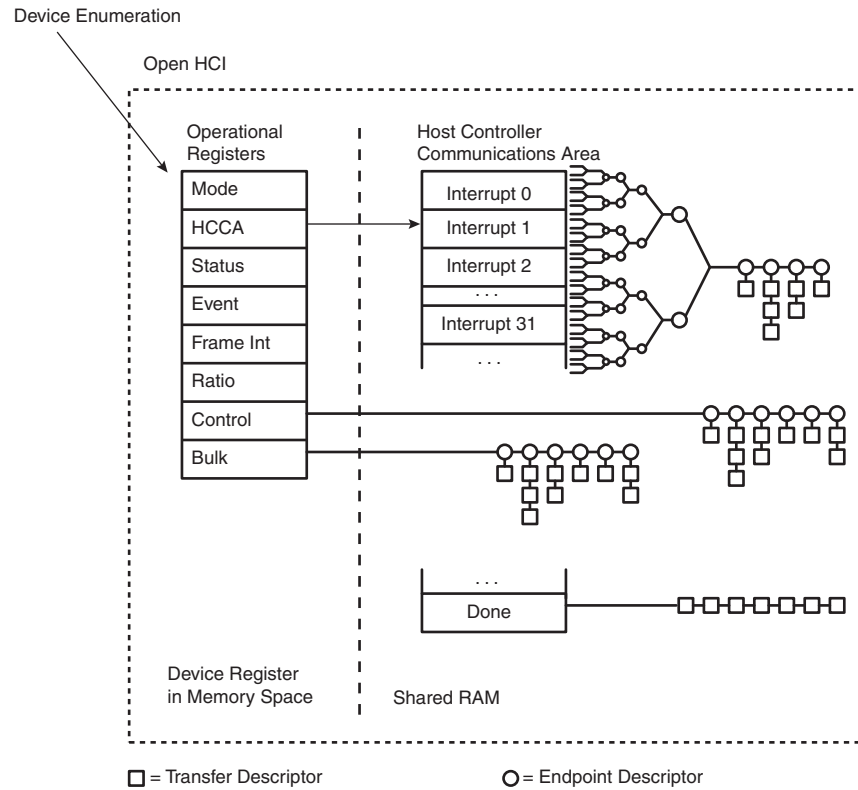 Device Enumeration
Open HCI
Operational
Registers
Mode
HCCA
Status
Event
Frame Int
Ratio
Control
Bulk
Host Controller
Communications Area
Interrupt 0
Interrupt 1
Interrupt 2
. . .
Interrupt 31
. . .
. . .
Done
Device Register
in Memory Space
Shared RAM
= Transfer Descriptor
= Endpoint Descriptor